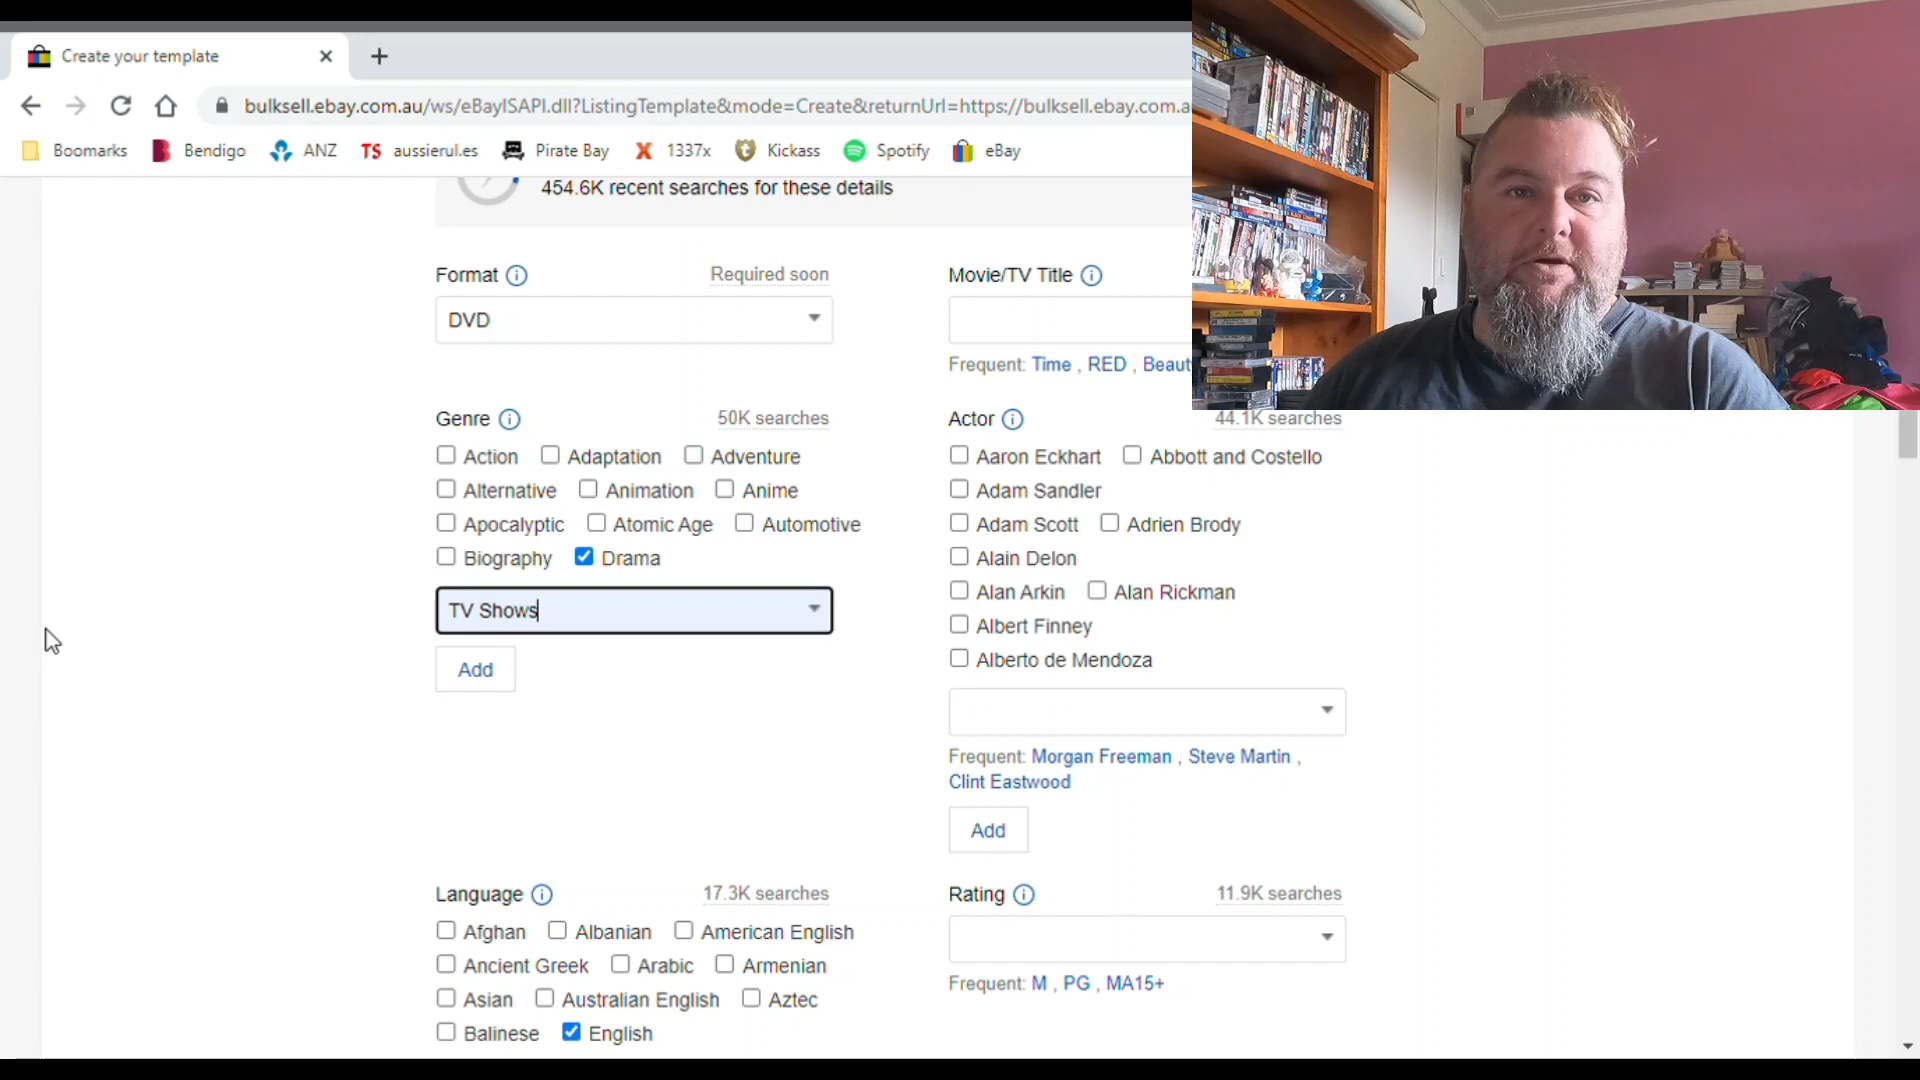 Create your template
bulksell.ebay.com.au/ws/eBayISAPI.dll?ListingTemplate&mode=Create&returnUrl=https://bulksell.ebay.com.a
Boomarks Bendigo ANZ TS aussierul.es Pirate Bay 1337x Kickass Spotify eBay
454.6K recent searches for these details
Format Required soon Movie/TV Title
DVD
Frequent: Time , RED , Beaut
Genre 50K searches Actor 44.1K searches
Action Adaptation Adventure Aaron Eckhart Abbott and Costello
Alternative Animation Anime Adam Sandler
Apocalyptic Atomic Age Automotive Adam Scott Adrien Brody
Biography Drama Alain Delon
TV Shows Alan Arkin Alan Rickman
Albert Finney
Add Alberto de Mendoza
Frequent: Morgan Freeman , Steve Martin ,
Clint Eastwood
Add
Language 17.3K searches Rating 11.9K searches
Afghan Albanian American English
Ancient Greek Arabic Armenian
Asian Australian English Aztec Frequent: M , PG , MA15+
Balinese English